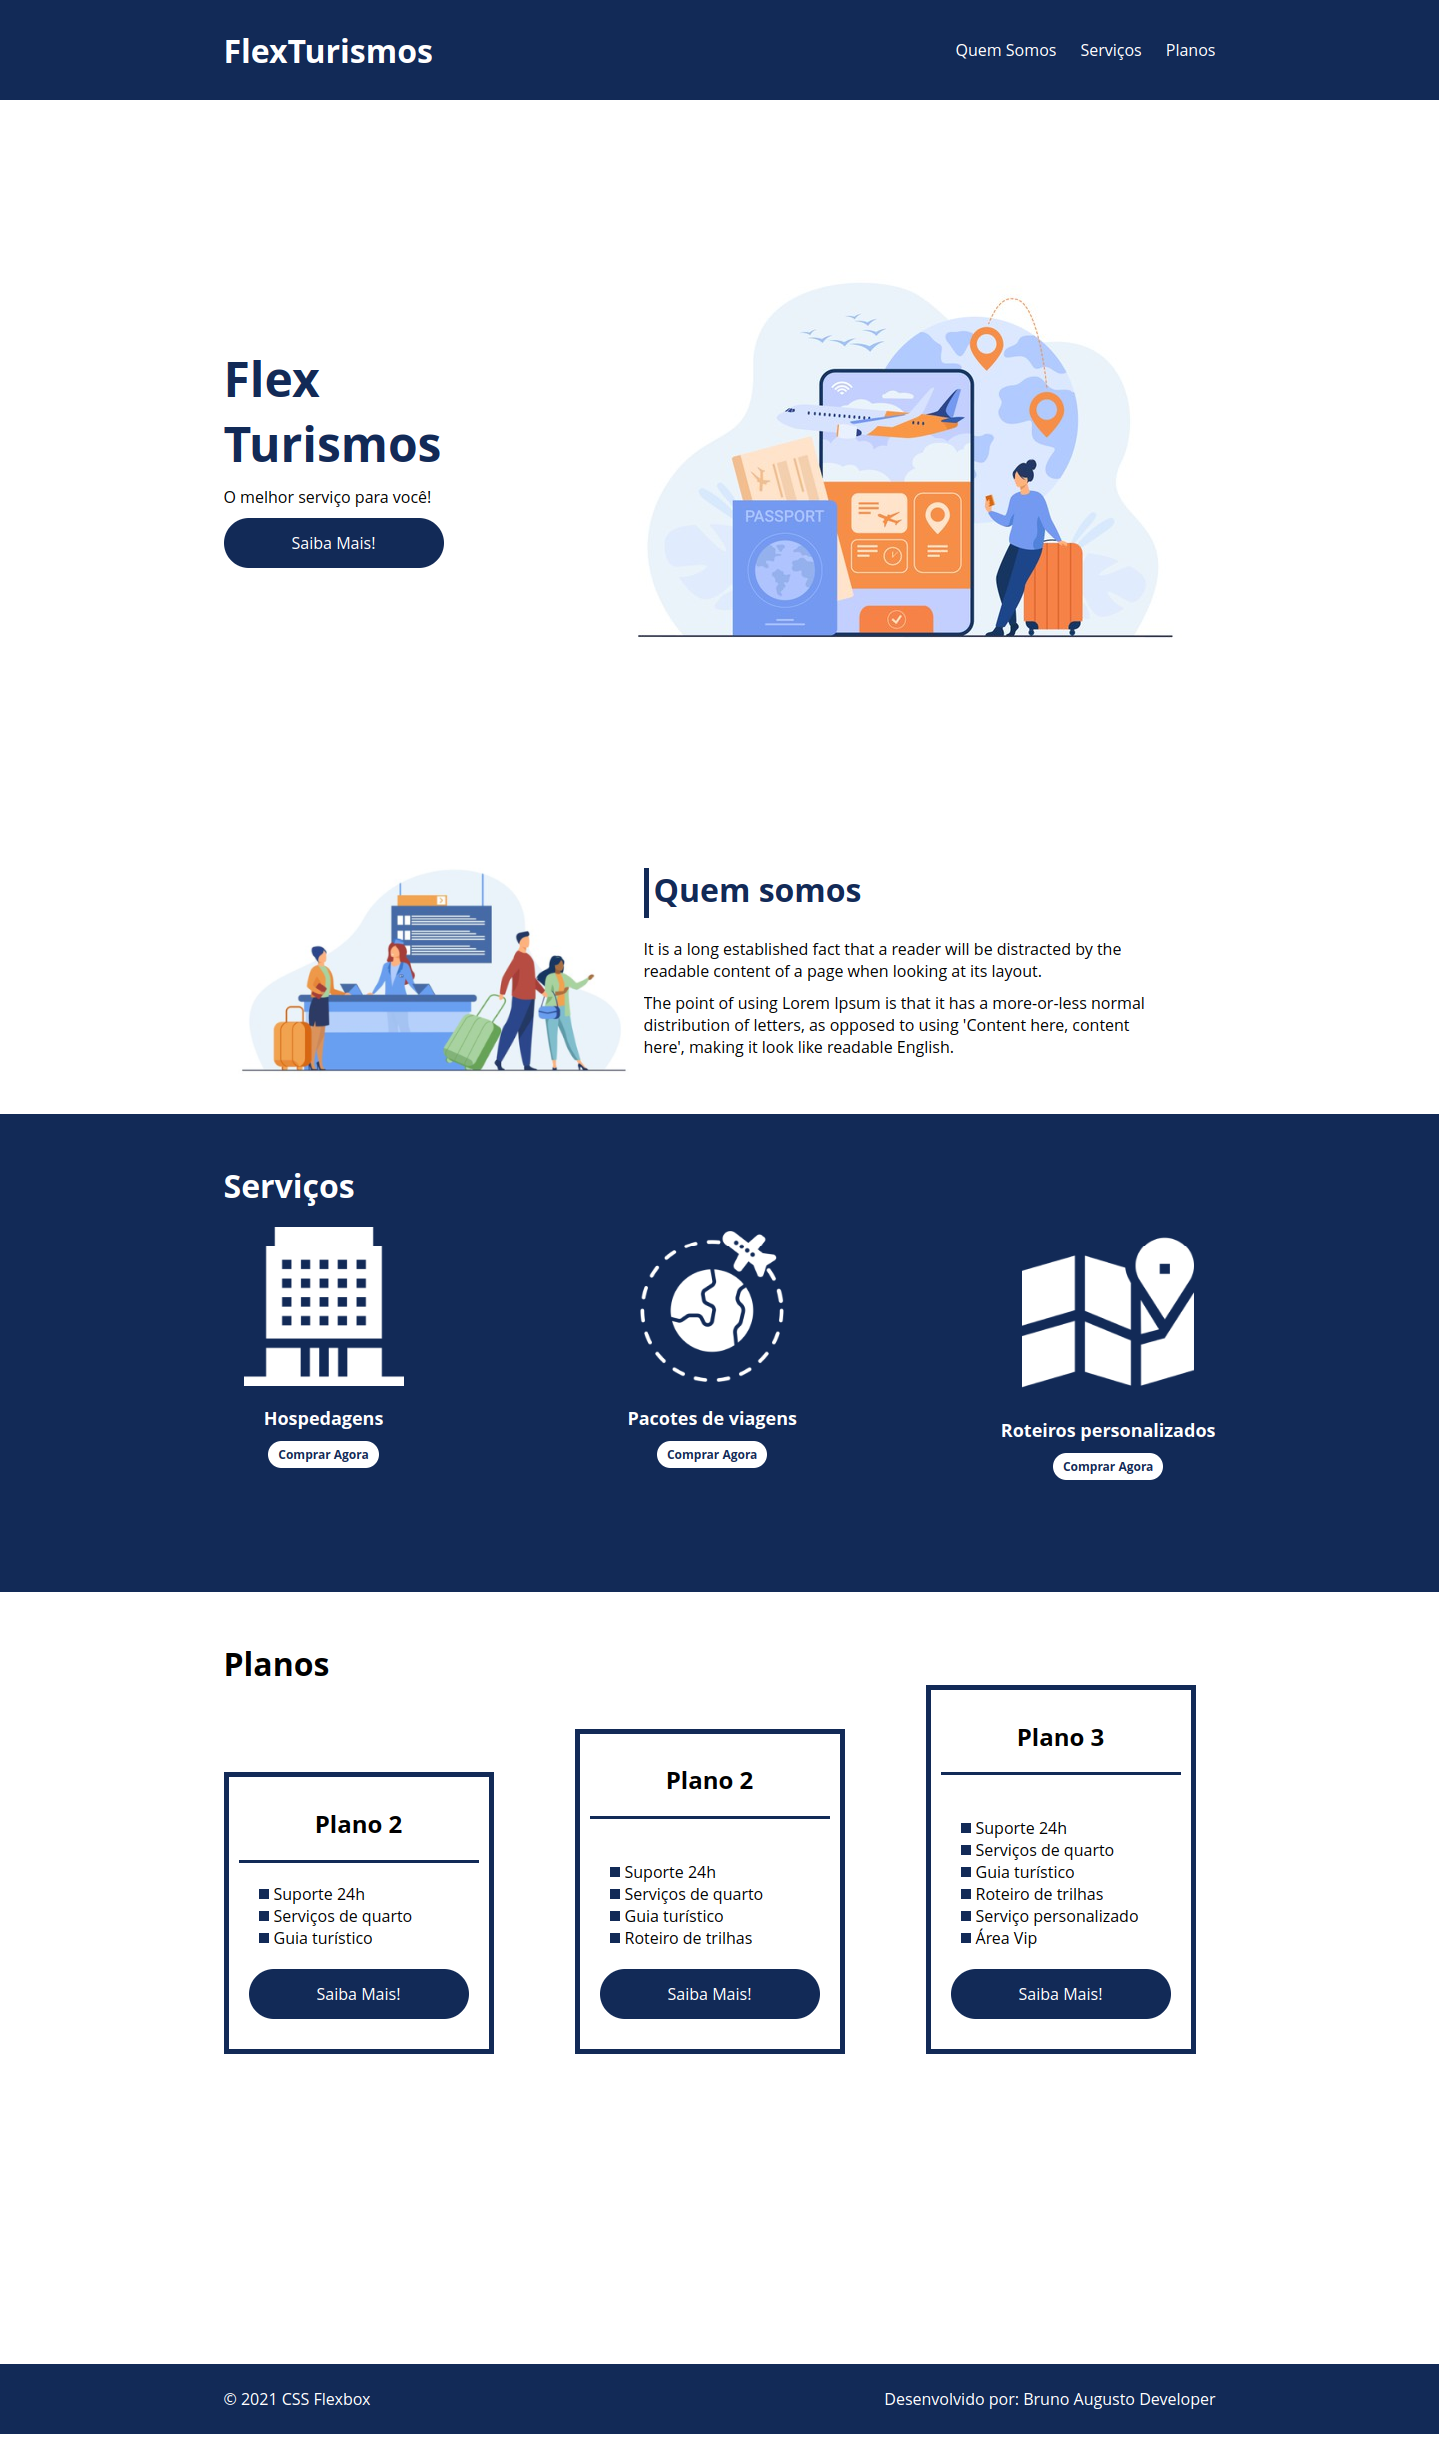 FlexTurismos
Quem Somos Serviços Planos
Flex
Turismos
O melhor serviço para você!
Saiba Mais!
PASSPORT
Quem somos
It is a long established fact that a reader will be distracted by the
readable content of a page when looking at its layout.
The point of using Lorem Ipsum is that it has a more-or-less normal
distribution of letters, as opposed to using 'Content here, content
here', making it look like readable English.
Serviços
Hospedagens
Comprar Agora
Pacotes de viagens
Comprar Agora
Roteiros personalizados
Comprar Agora
Planos
Plano 2
Suporte 24h
Serviços de quarto
Guia turístico
Saiba Mais!
Plano 2
Suporte 24h
Serviços de quarto
Guia turístico
Roteiro de trilhas
Saiba Mais!
Plano 3
Suporte 24h
Serviços de quarto
Guia turístico
Roteiro de trilhas
Serviço personalizado
Área Vip
Saiba Mais!
© 2021 CSS Flexbox
Desenvolvido por: Bruno Augusto Developer